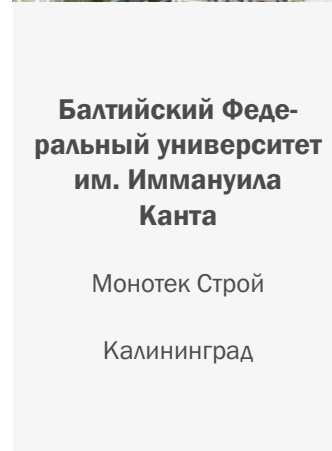 Балтийский Феде-
ральный университет
им. Иммануила
Канта
Монотек Строй
Калининград